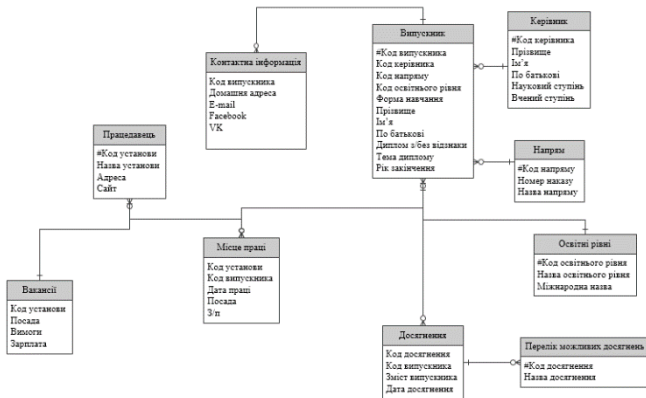 Випускник
#Код випускника
Код керівника
Код напряму
Код освітнього рівня
Форма навчання
Прізвище
Ім'я
По батькові
Диплом з/без відзнаки
Тема диплому
Рік закінчення
Керівник
#Код керівника
Прізвище
Ім'я
По батькові
Науковий ступінь
Вчений ступінь
Контактна інформація
Код випускника
Домашня адреса
E-mail
Facebook
VK
Працедавець
#Код установи
Назва установи
Адреса
Сайт
Напрям
#Код напряму
Номер наказу
Назва напряму
Місце праці
Код установи
Код випускника
Дата праці
Посада
З/п
Освітні рівні
#Код освітнього рівня
Назва освітнього рівня
Міжнародна назва
Вакансії
Код установи
Посада
Вимоги
Зарплата
Досягнення
Код досягнення
Код випускника
Зміст випускника
Дата досягнення
Перелік можливих досягнень
#Код досягнення
Назва досягнення